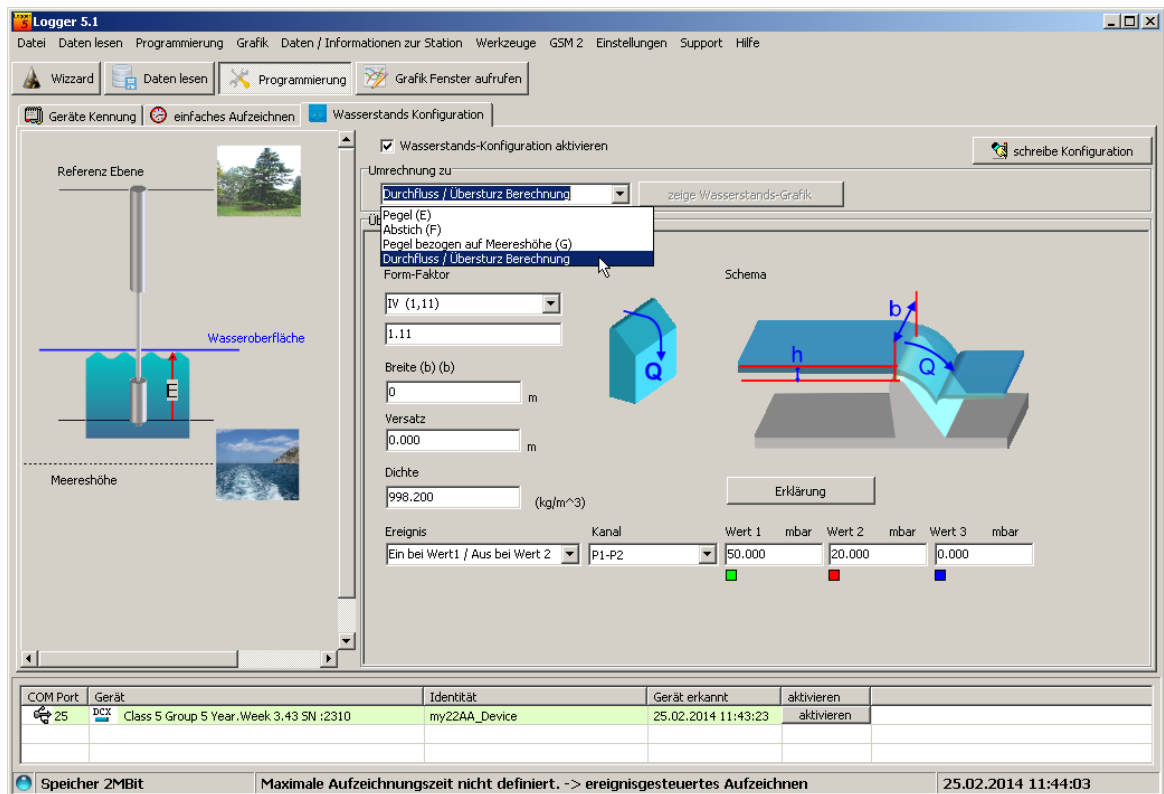 Logger 5.1
Datei Daten lesen Programmierung Grafik Daten / Informationen zur Station Werkzeuge GSM 2 Einstellungen Support Hilfe
Wizzard Daten lesen Programmierung Grafik Fenster aufrufen
Geräte Kennung einfaches Aufzeichnen Wasserstands Konfiguration
Referenz Ebene
Wasseroberfläche
E
Meereshöhe
Wasserstands-Konfiguration aktivieren
schreibe Konfiguration
Umrechnung zu
Durchfluss / Übersturz Berechnung
zeige Wasserstands-Grafik
Pegel (E)
Abstich (F)
Pegel bezogen auf Meereshöhe (G)
Durchfluss / Übersturz Berechnung
Form-Faktor
IV (1,11)
1.11
Q
Schema
b
h
Q
Breite (b) (b)
0 m
Versatz
0.000 m
Dichte
998.200 (kg/m^3)
Erklärung
Ereignis Kanal Wert 1 mbar Wert 2 mbar Wert 3 mbar
Ein bei Wert1 / Aus bei Wert 2 P1-P2 50.000 20.000 0.000
COM Port Gerät Identität Gerät erkannt aktivieren
25 DCX Class 5 Group 5 Year.Week 3.43 SN :2310 my22AA_Device 25.02.2014 11:43:23 aktivieren
Speicher 2MBit Maximale Aufzeichnungszeit nicht definiert. -> ereignisgesteuertes Aufzeichnen 25.02.2014 11:44:03